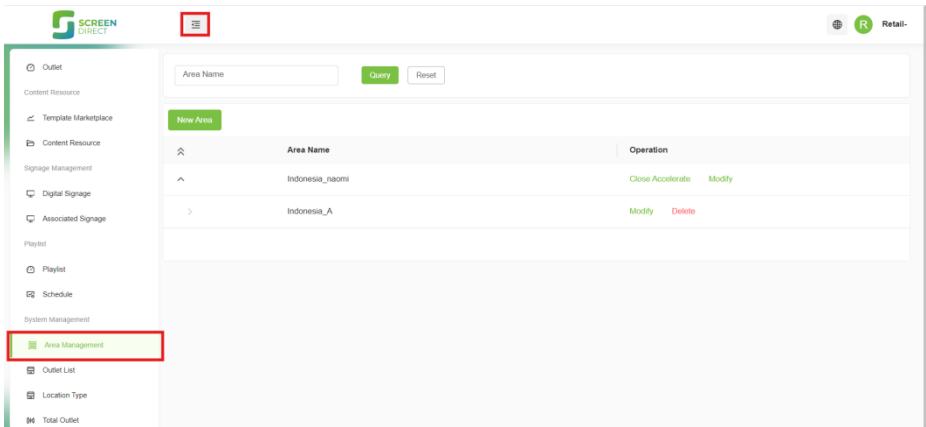 SCREEN
DIRECT
R
Retail-
Outlet
Content Resource
Template Marketplace
Content Resource
Signage Management
Digital Signage
Associated Signage
Playlist
Playlist
Schedule
System Management
Area Management
Outlet List
Location Type
Total Outlet
Area Name
Query
Reset
New Area
Area Name
Operation
Indonesia_naomi
Close Accelerate
Modify
Indonesia_A
Modify
Delete